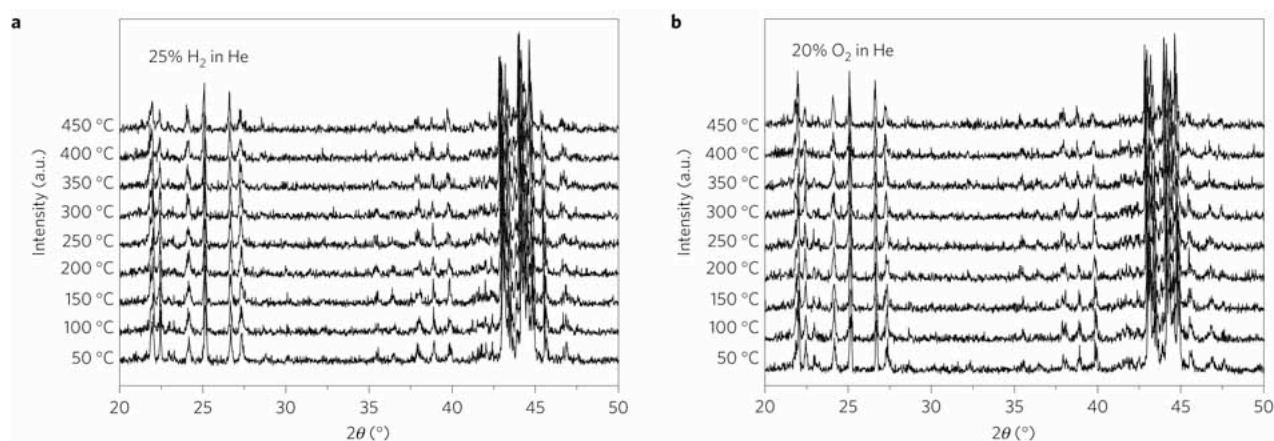 a
25% H2 in He
450 °C
400 °C
350 °C
300 °C
250 °C
200 °C
150 °C
100 °C
50 °C
Intensity (a.u.)
20 25 30 35 40 45 50
2θ (°)
b
20% O2 in He
450 °C
400 °C
350 °C
300 °C
250 °C
200 °C
150 °C
100 °C
50 °C
Intensity (a.u.)
20 25 30 35 40 45 50
2θ (°)